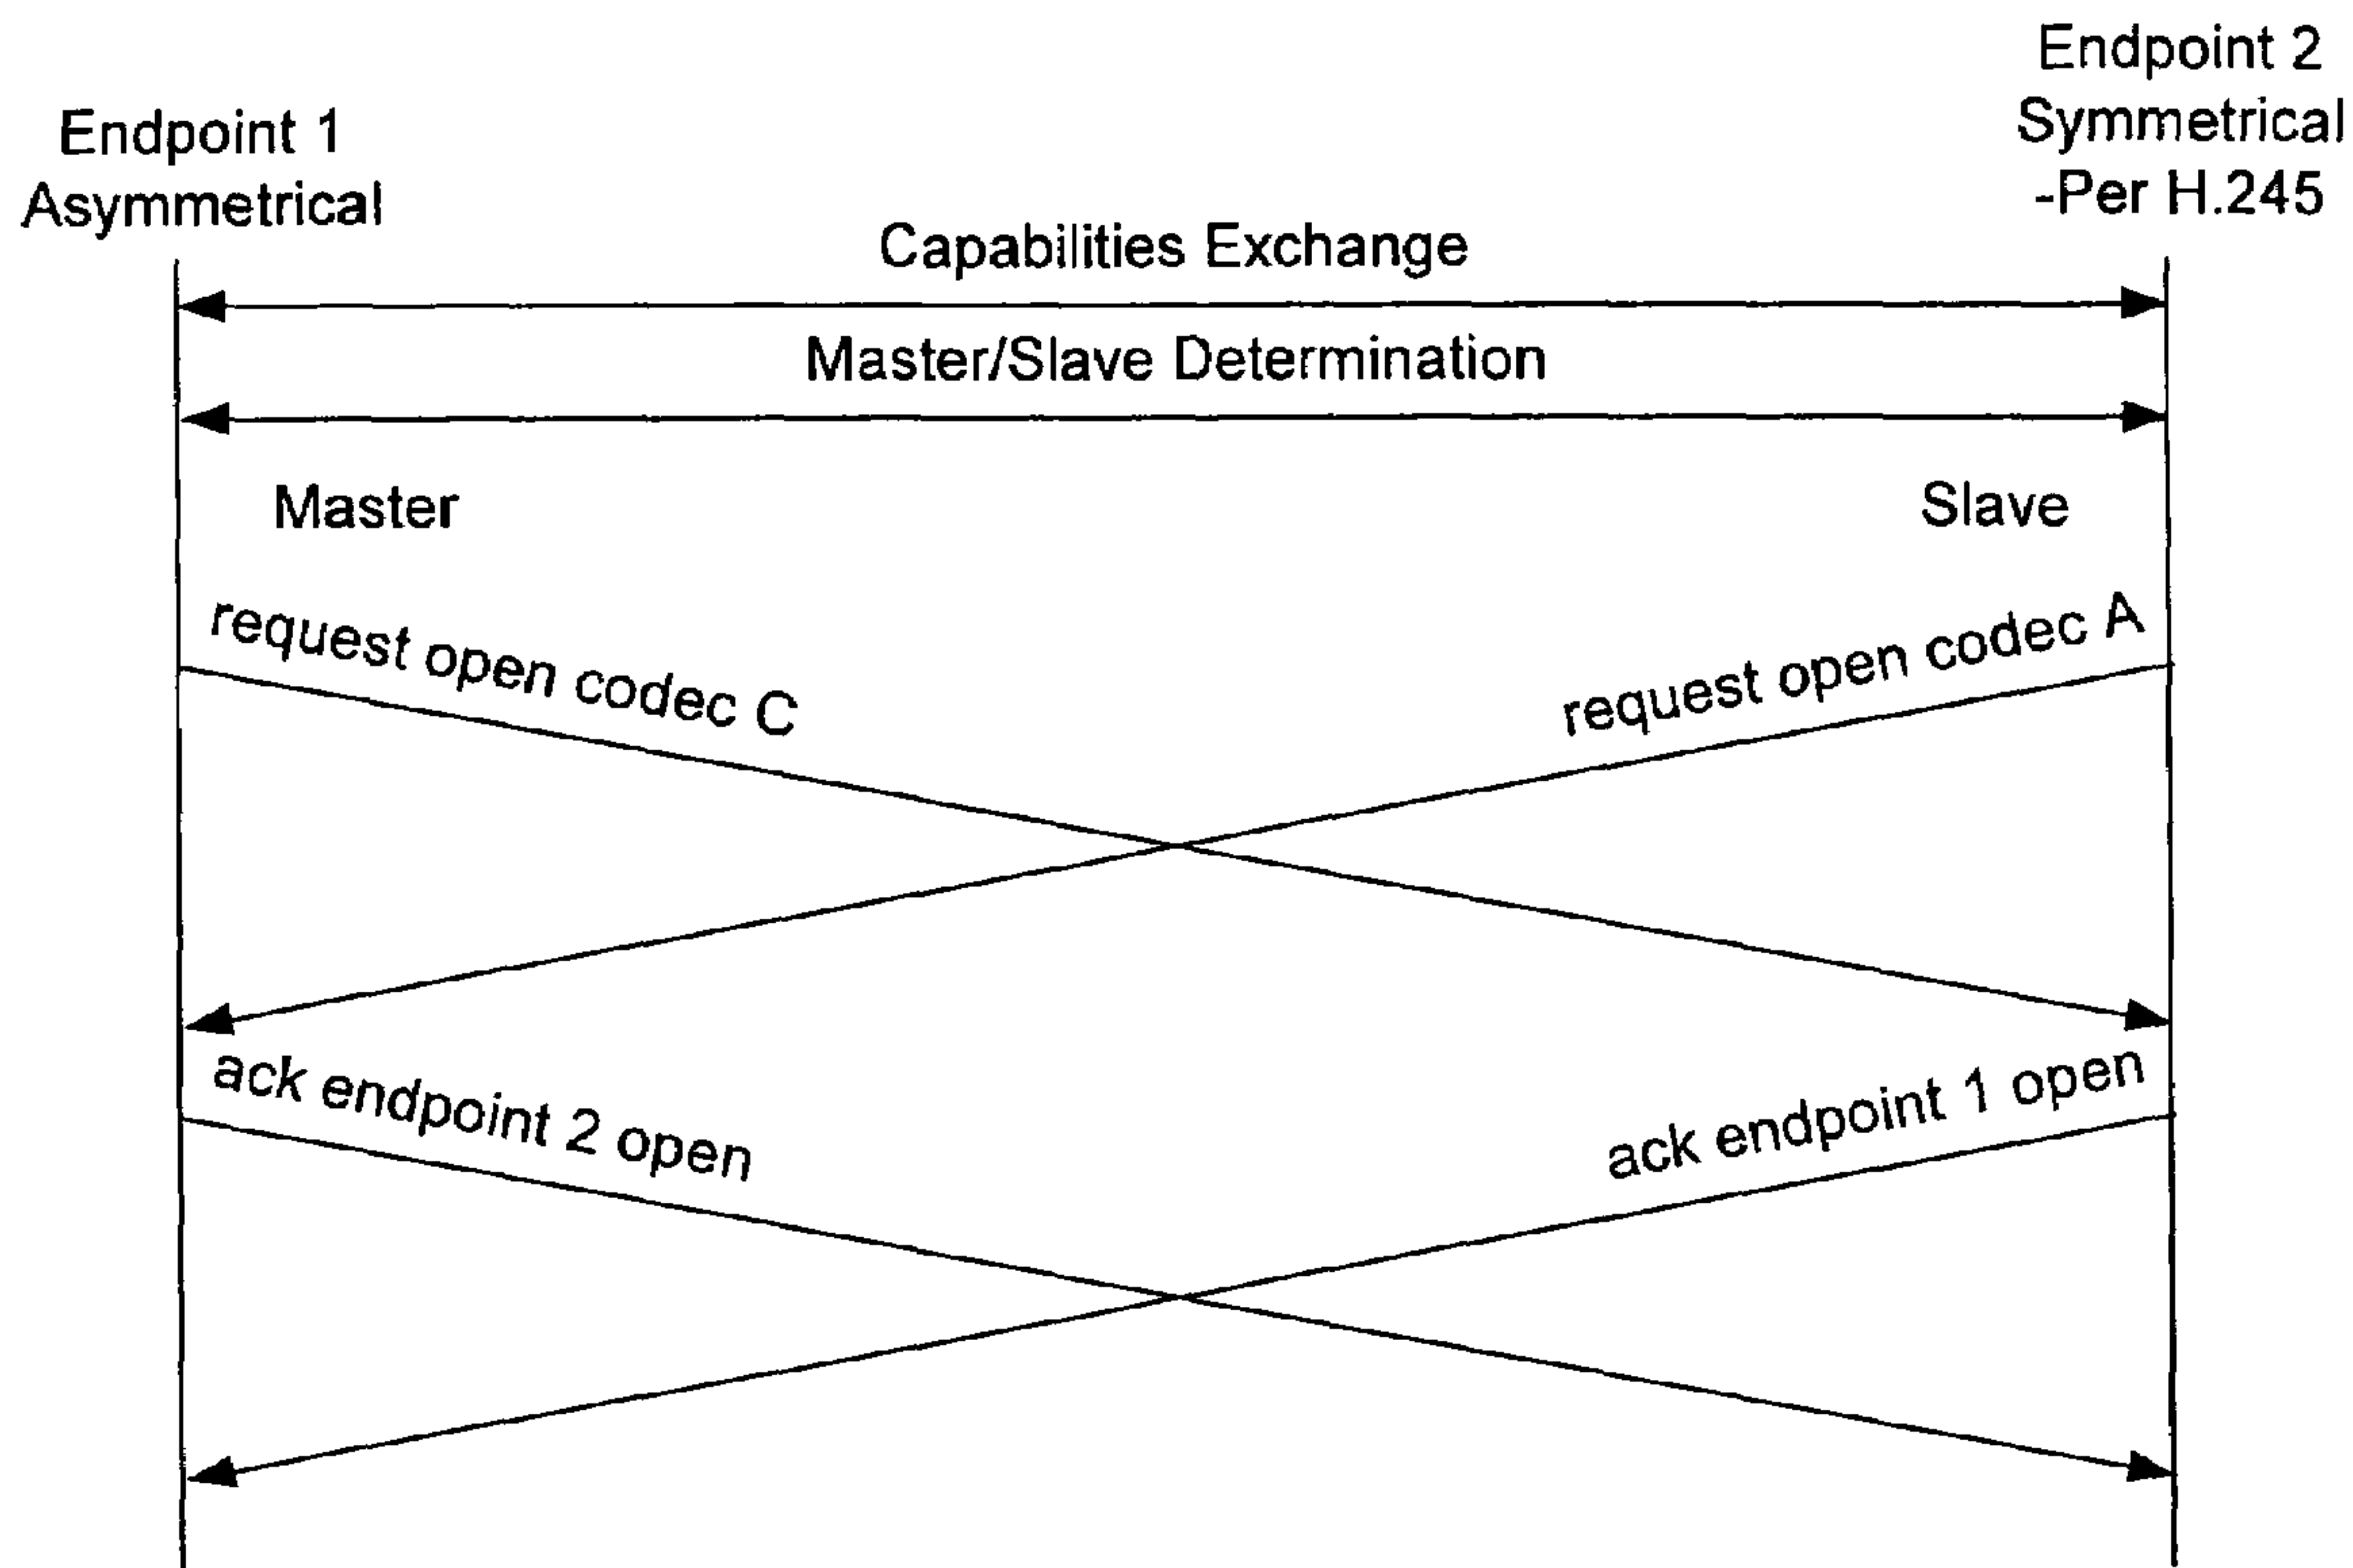 Endpoint 1
Asymmetrical
Endpoint 2
Symmetrical
-Per H.245
Capabilities Exchange
Master/Slave Determination
Master
Slave
request open codec C
request open codec A
ack endpoint 2 open
ack endpoint 1 open